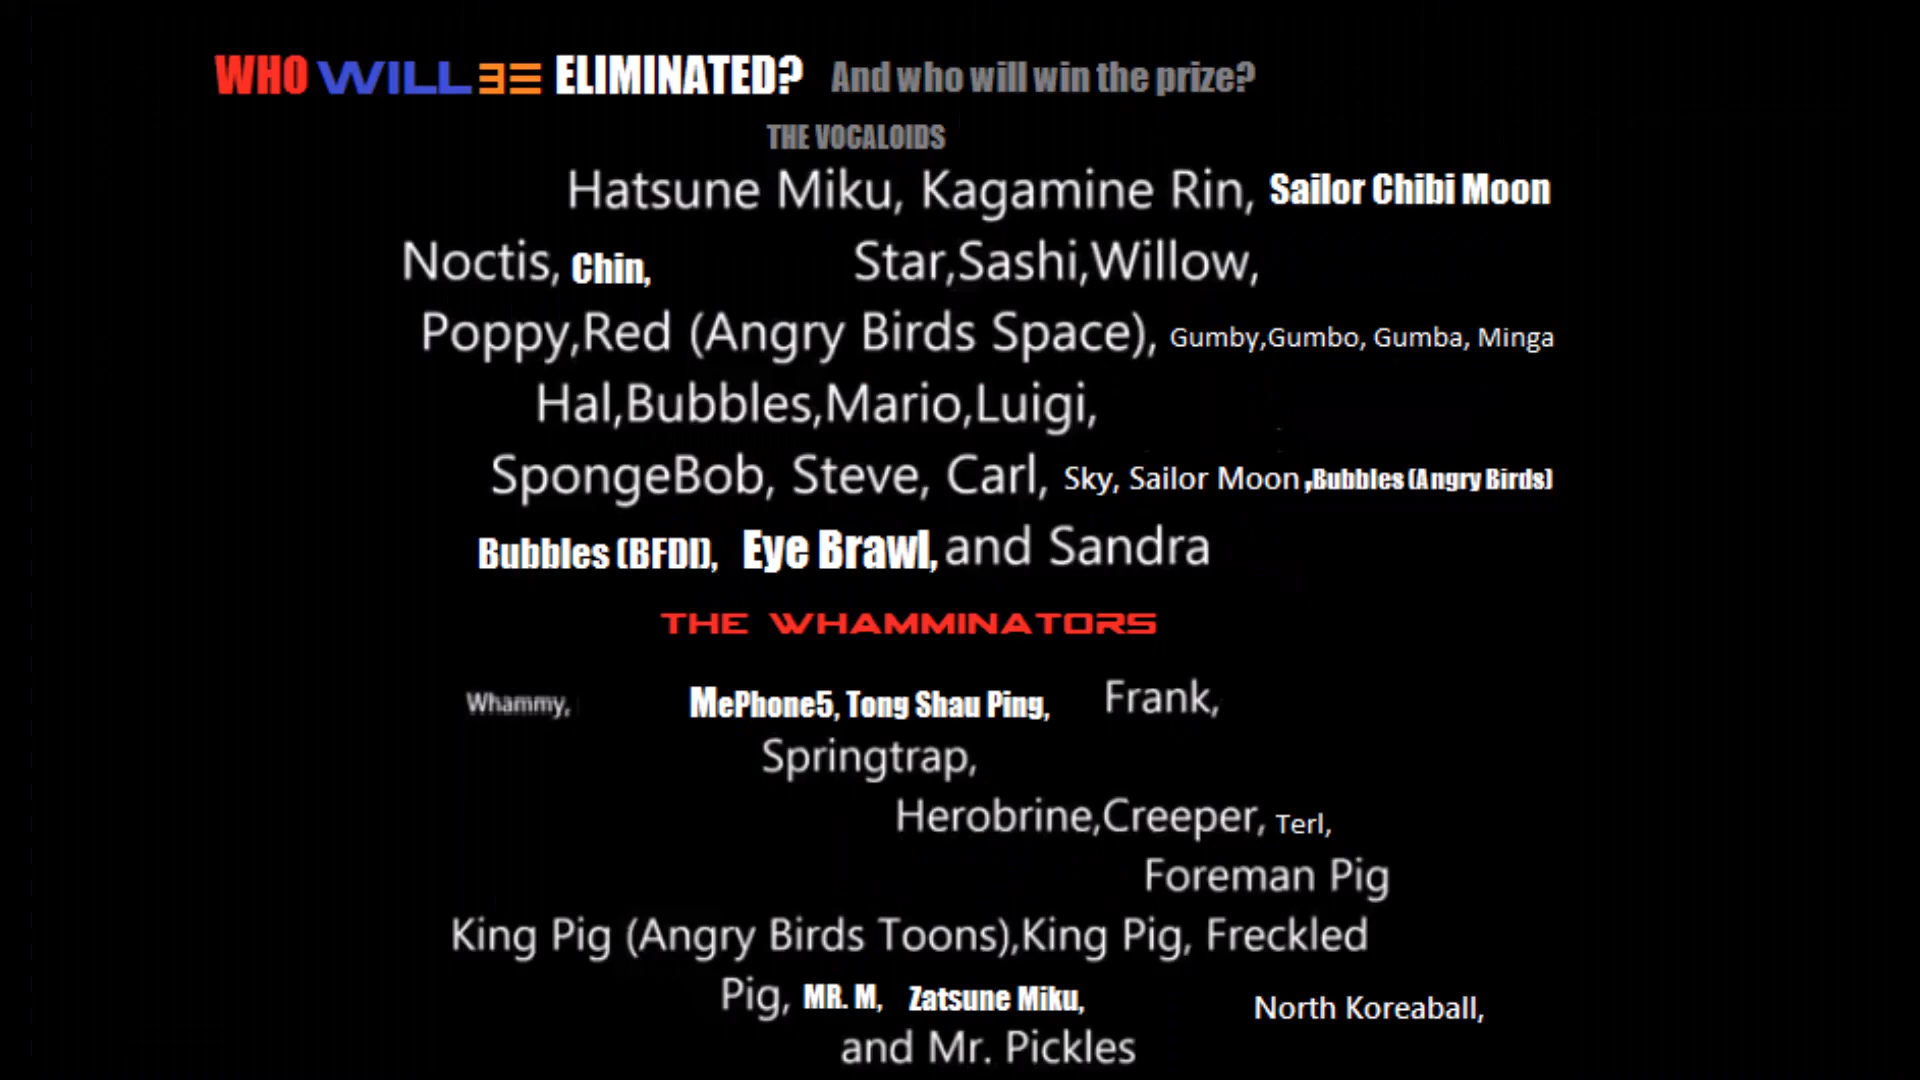 WHO WILL BE ELIMINATED? And who will win the prize?
THE VOCALOIDS
Hatsune Miku, Kagamine Rin, Sailor Chibi Moon
Noctis, Chin, Star,Sashi,Willow,
Poppy,Red (Angry Birds Space), Gumby,Gumbo, Gumba, Minga
Hal,Bubbles,Mario,Luigi,
SpongeBob, Steve, Carl, Sky, Sailor Moon ,Bubbles (Angry Birds)
Bubbles (BFDI), Eye Brawl, and Sandra
THE WHAMMINATORS
Whammy, MePhone5, Tong Shau Ping, Frank,
Springtrap,
Herobrine,Creeper, Terl,
Foreman Pig
King Pig (Angry Birds Toons),King Pig, Freckled
Pig, MR. M, Zatsune Miku, North Koreaball,
and Mr. Pickles